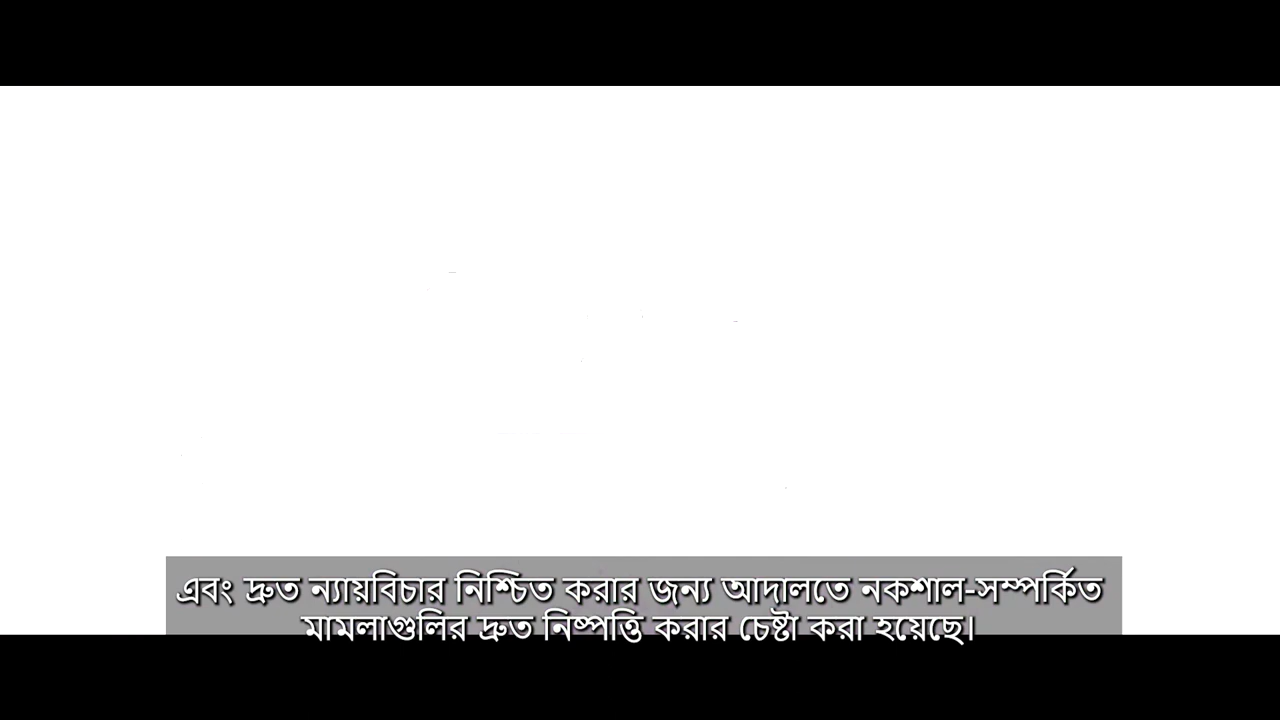 এবং দ্রুত ন্যায়বিচার নিশ্চিত করার জন্য আদালতে নকশাল-সম্পর্কিত
মামলাগুলির দ্রুত নিষ্পত্তি করার চেষ্টা করা হয়েছে।